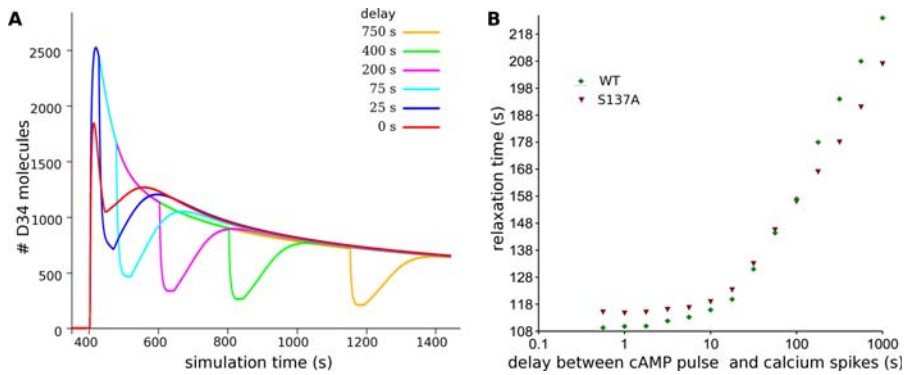 A
delay
750 s
400 s
200 s
75 s
25 s
0 s
# D34 molecules
2500
2000
1500
1000
500
0
400
600
800
1000
1200
1400
simulation time (s)
B
WT
S137A
relaxation time (s)
218
208
198
188
178
168
158
148
138
128
118
108
0.1
1
10
100
1000
delay between cAMP pulse and calcium spikes (s)